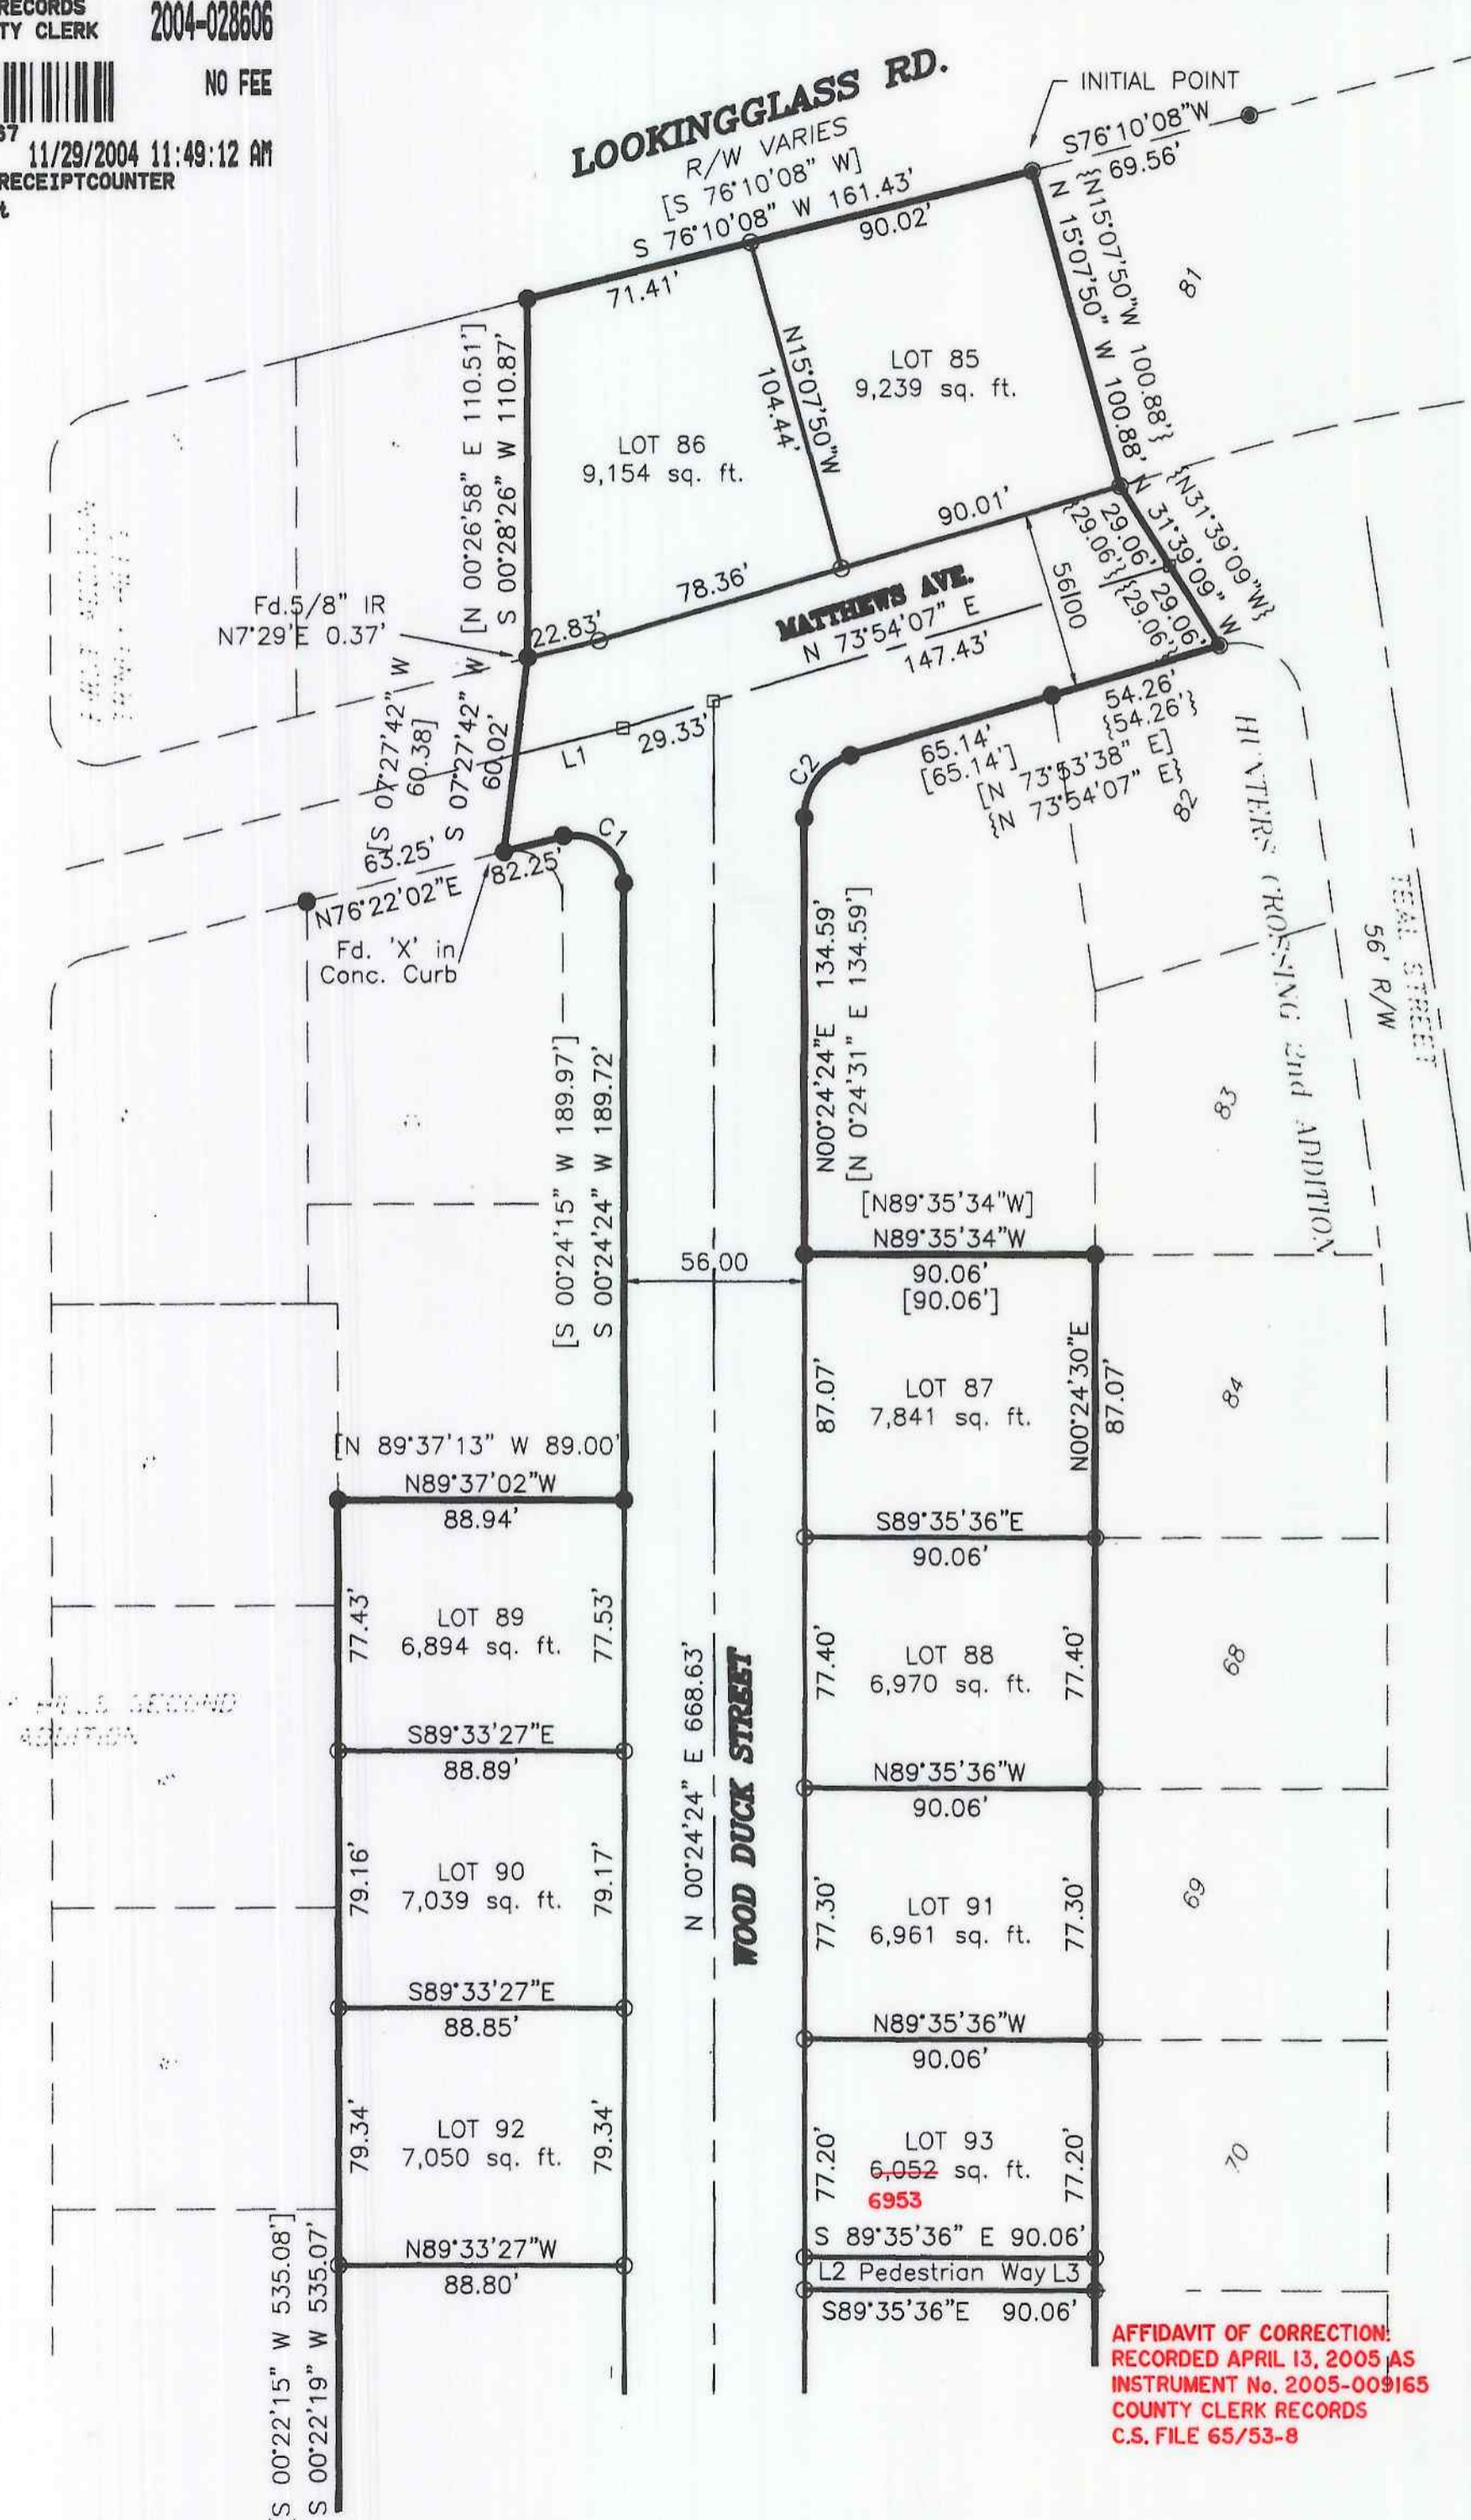 RECORDS
TY CLERK 2004-028606
NO FEE
11/29/2004 11:49:12 AM
RECEIPTCOUNTER
LOOKINGGLASS RD.
R/W VARIES
[S 76°10'08" W]
S 76°10'08" W 161.43'
71.41'
90.02'
INITIAL POINT
S76°10'08"W
69.56'
{N15°07'50"W 100.88'}
N 15°07'50" W 100.88'
81
N15°07'50"W
104.44'
LOT 85
9,239 sq. ft.
LOT 86
9,154 sq. ft.
[N 00°26'58" E 110.51']
S 00°28'26" W 110.87'
Fd.5/8" IR
N7°29'E 0.37'
22.83'
78.36'
90.01'
MATTHEWS AVE.
N 73°54'07" E
147.43'
56.00
{N31°39'09"W}
N 31°39'09" W
29.06'
{29.06'}
29.06'
{29.06'}
[S 07°27'42" W
60.38]
S 07°27'42" W
60.02'
L1
29.33'
C2
54.26'
{54.26'}
65.14'
[65.14']
[N 73°53'38" E]
{N 73°54'07" E}
82
63.25'
N76°22'02"E
82.25'
C1
Fd. 'X' in
Conc. Curb
HUNTERS CROSSING 2nd ADDITION
TEAL STREET
56' R/W
N00°24'24"E 134.59'
[N 0°24'31" E 134.59']
83
[S 00°24'15" W 189.97']
S 00°24'24" W 189.72'
[N89°35'34"W]
N89°35'34"W
90.06'
[90.06']
56.00
87.07'
LOT 87
7,841 sq. ft.
N00°24'30"E
87.07'
84
[N 89°37'13" W 89.00'
N89°37'02"W
88.94'
S89°35'36"E
90.06'
77.43'
LOT 89
6,894 sq. ft.
77.53'
77.40'
LOT 88
6,970 sq. ft.
77.40'
68
SECOND
ADDITION
N 00°24'24" E 668.63'
WOOD DUCK STREET
S89°33'27"E
88.89'
N89°35'36"W
90.06'
79.16'
LOT 90
7,039 sq. ft.
79.17'
77.30'
LOT 91
6,961 sq. ft.
77.30'
69
S89°33'27"E
88.85'
N89°35'36"W
90.06'
79.34'
LOT 92
7,050 sq. ft.
79.34'
77.20'
LOT 93
6,052 sq. ft.
6953
77.20'
70
S 89°35'36" E 90.06'
L2 Pedestrian Way L3
S89°35'36"E 90.06'
N89°33'27"W
88.80'
[S 00°22'15" W 535.08']
S 00°22'19" W 535.07'
AFFIDAVIT OF CORRECTION:
RECORDED APRIL 13, 2005 AS
INSTRUMENT No. 2005-009165
COUNTY CLERK RECORDS
C.S. FILE 65/53-8